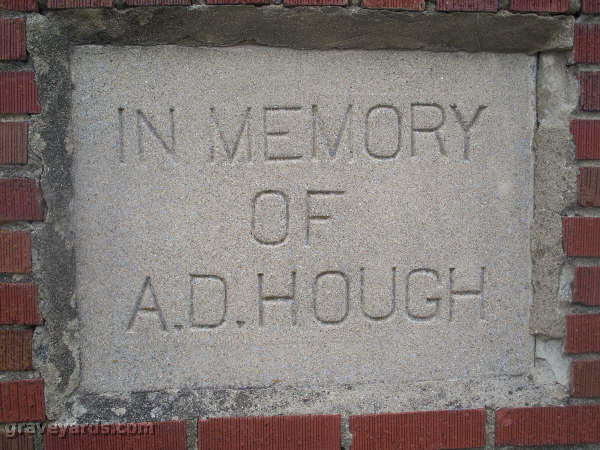 IN MEMORY
OF
A.D. HOUGH
graveyards.com